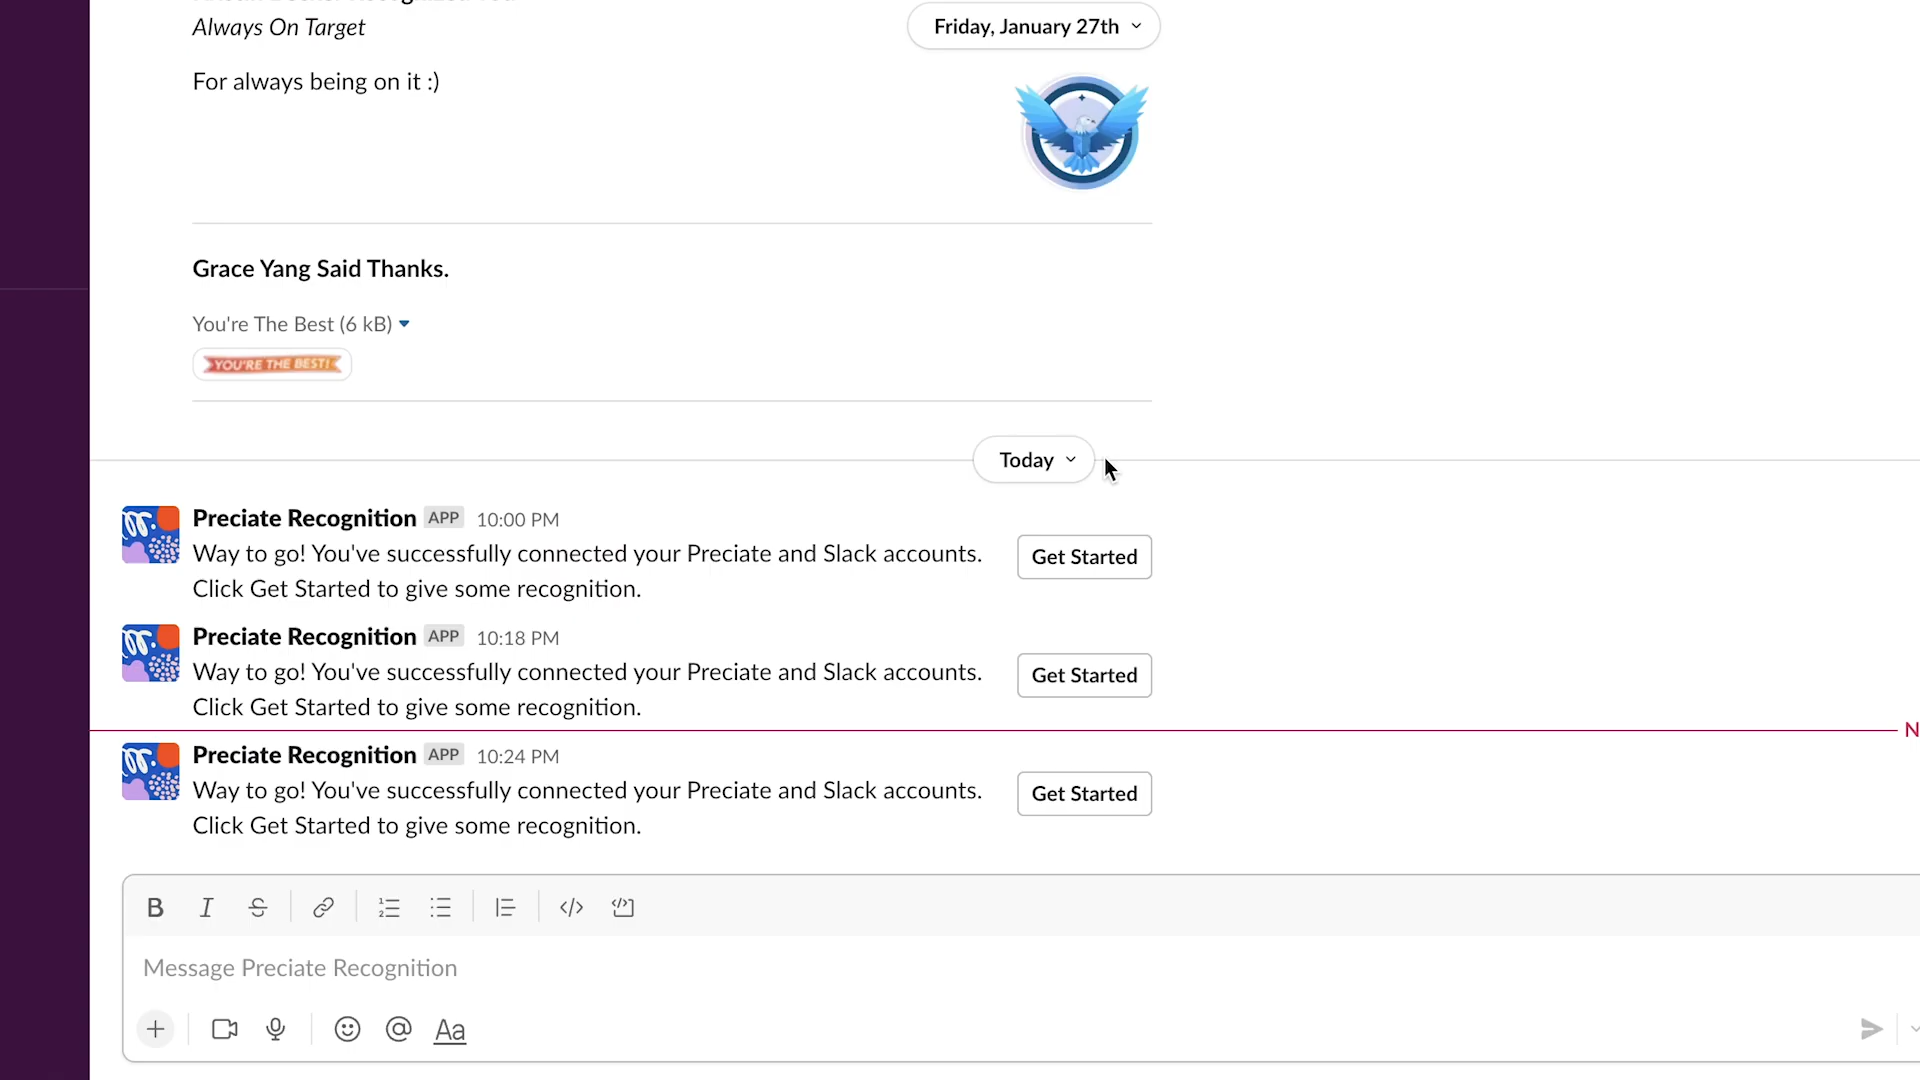 Always On Target
Friday, January 27th
For always being on it :)
Grace Yang Said Thanks.
You're The Best (6 kB)
YOU'RE THE BEST!
Today
Preciate Recognition APP 10:00 PM
Way to go! You've successfully connected your Preciate and Slack accounts.
Click Get Started to give some recognition.
Get Started
Preciate Recognition APP 10:18 PM
Way to go! You've successfully connected your Preciate and Slack accounts.
Click Get Started to give some recognition.
Get Started
N
Preciate Recognition APP 10:24 PM
Way to go! You've successfully connected your Preciate and Slack accounts.
Click Get Started to give some recognition.
Get Started
B I S
Message Preciate Recognition
Aa